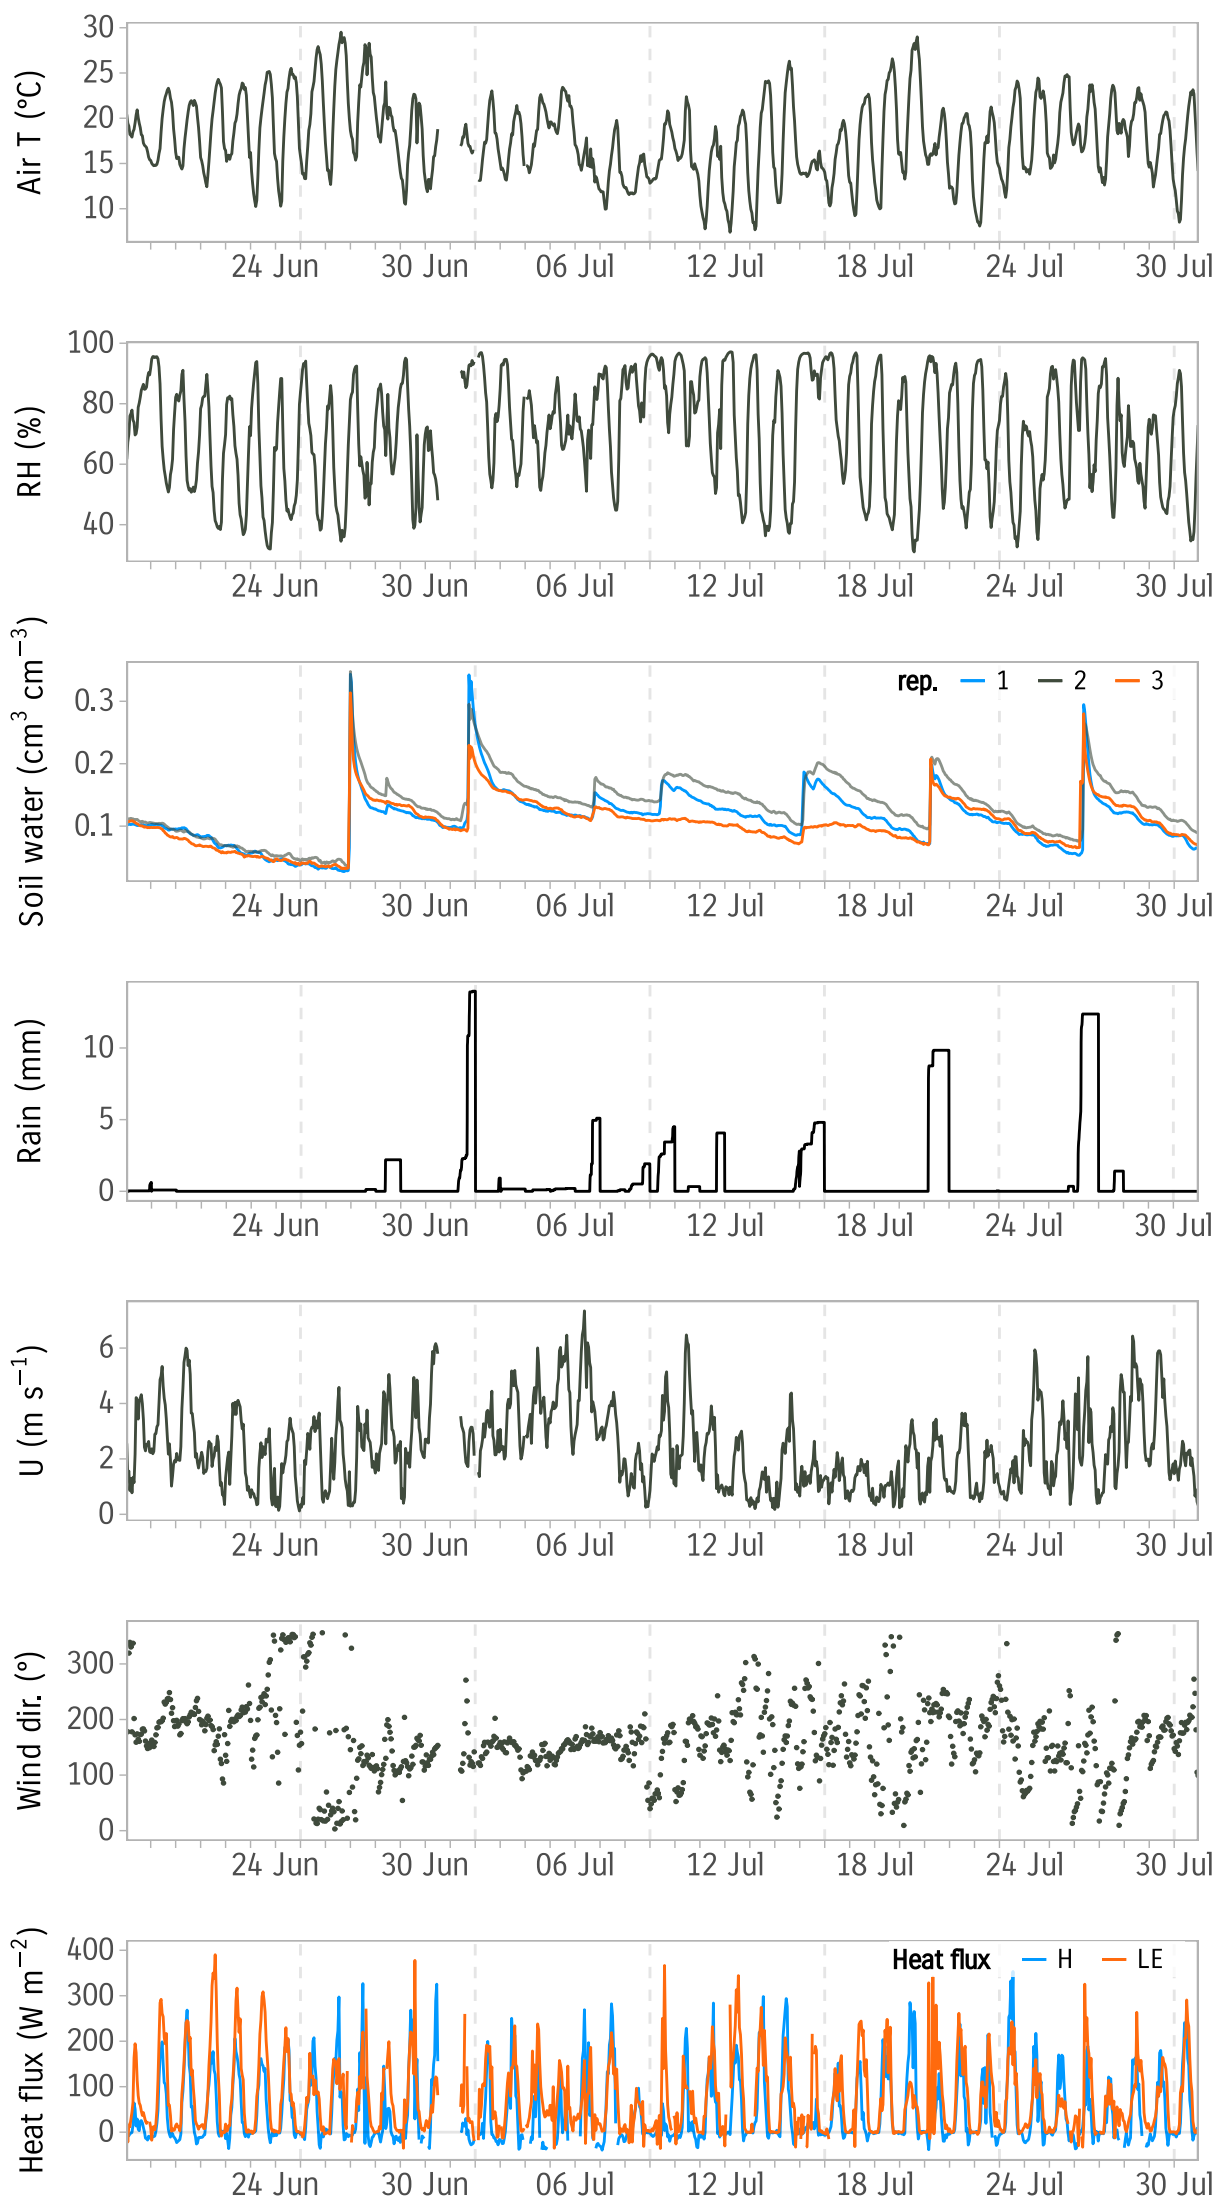 Air T (°C)
30
25
20
15
10
24 Jun 30 Jun 06 Jul 12 Jul 18 Jul 24 Jul 30 Jul
RH (%)
100
80
60
40
24 Jun 30 Jun 06 Jul 12 Jul 18 Jul 24 Jul 30 Jul
Soil water (cm³ cm⁻³)
rep. 1 2 3
0.3
0.2
0.1
24 Jun 30 Jun 06 Jul 12 Jul 18 Jul 24 Jul 30 Jul
Rain (mm)
10
5
0
24 Jun 30 Jun 06 Jul 12 Jul 18 Jul 24 Jul 30 Jul
U (m s⁻¹)
6
4
2
0
24 Jun 30 Jun 06 Jul 12 Jul 18 Jul 24 Jul 30 Jul
Wind dir. (°)
300
200
100
0
24 Jun 30 Jun 06 Jul 12 Jul 18 Jul 24 Jul 30 Jul
Heat flux (W m⁻²)
Heat flux H LE
400
300
200
100
0
24 Jun 30 Jun 06 Jul 12 Jul 18 Jul 24 Jul 30 Jul